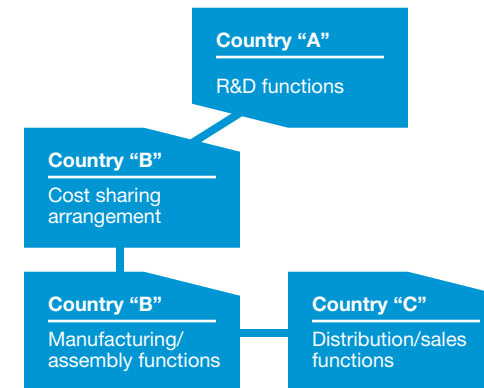 Country “A”
R&D functions
Country “B”
Cost sharing
arrangement
Country “B”
Manufacturing/
assembly functions
Country “C”
Distribution/sales
functions